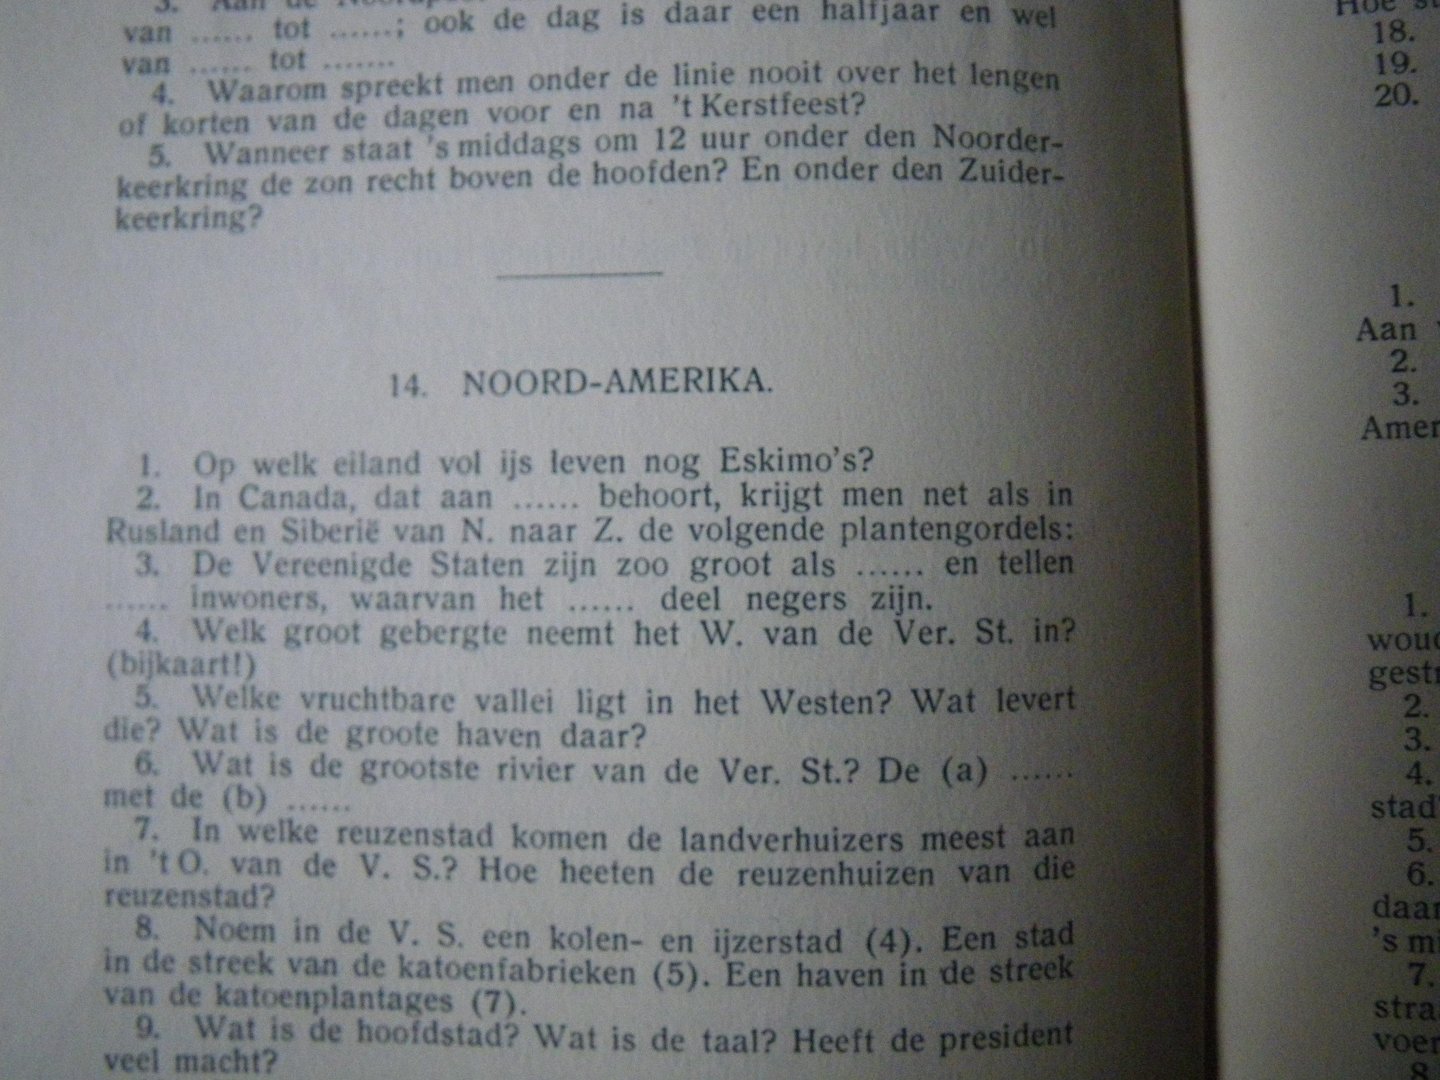 3. Aan de
van ...... tot ......; ook de dag is daar een halfjaar en wel
van ...... tot .......
4. Waarom spreekt men onder de linie nooit over het lengen
of korten van de dagen voor en na 't Kerstfeest?
5. Wanneer staat 's middags om 12 uur onder den Noorder-
keerkring de zon recht boven de hoofden? En onder den Zuider-
keerkring?
14. NOORD-AMERIKA.
1. Op welk eiland vol ijs leven nog Eskimo's?
2. In Canada, dat aan ...... behoort, krijgt men net als in
Rusland en Siberië van N. naar Z. de volgende plantengordels:
3. De Vereenigde Staten zijn zoo groot als ...... en tellen
...... inwoners, waarvan het ...... deel negers zijn.
4. Welk groot gebergte neemt het W. van de Ver. St. in?
(bijkaart!)
5. Welke vruchtbare vallei ligt in het Westen? Wat levert
die? Wat is de groote haven daar?
6. Wat is de grootste rivier van de Ver. St.? De (a) ......
met de (b) ......
7. In welke reuzenstad komen de landverhuizers meest aan
in 't O. van de V. S.? Hoe heeten de reuzenhuizen van die
reuzenstad?
8. Noem in de V. S. een kolen- en ijzerstad (4). Een stad
in de streek van de katoenfabrieken (5). Een haven in de streek
van de katoenplantages (7).
9. Wat is de hoofdstad? Wat is de taal? Heeft de president
veel macht?
Hoe
18.
19.
20.
1.
Aan
2.
3.
Amer
1.
woud
gestr
2.
3.
4.
stad
5.
6.
daar
's mi
7.
stra
voer
8.